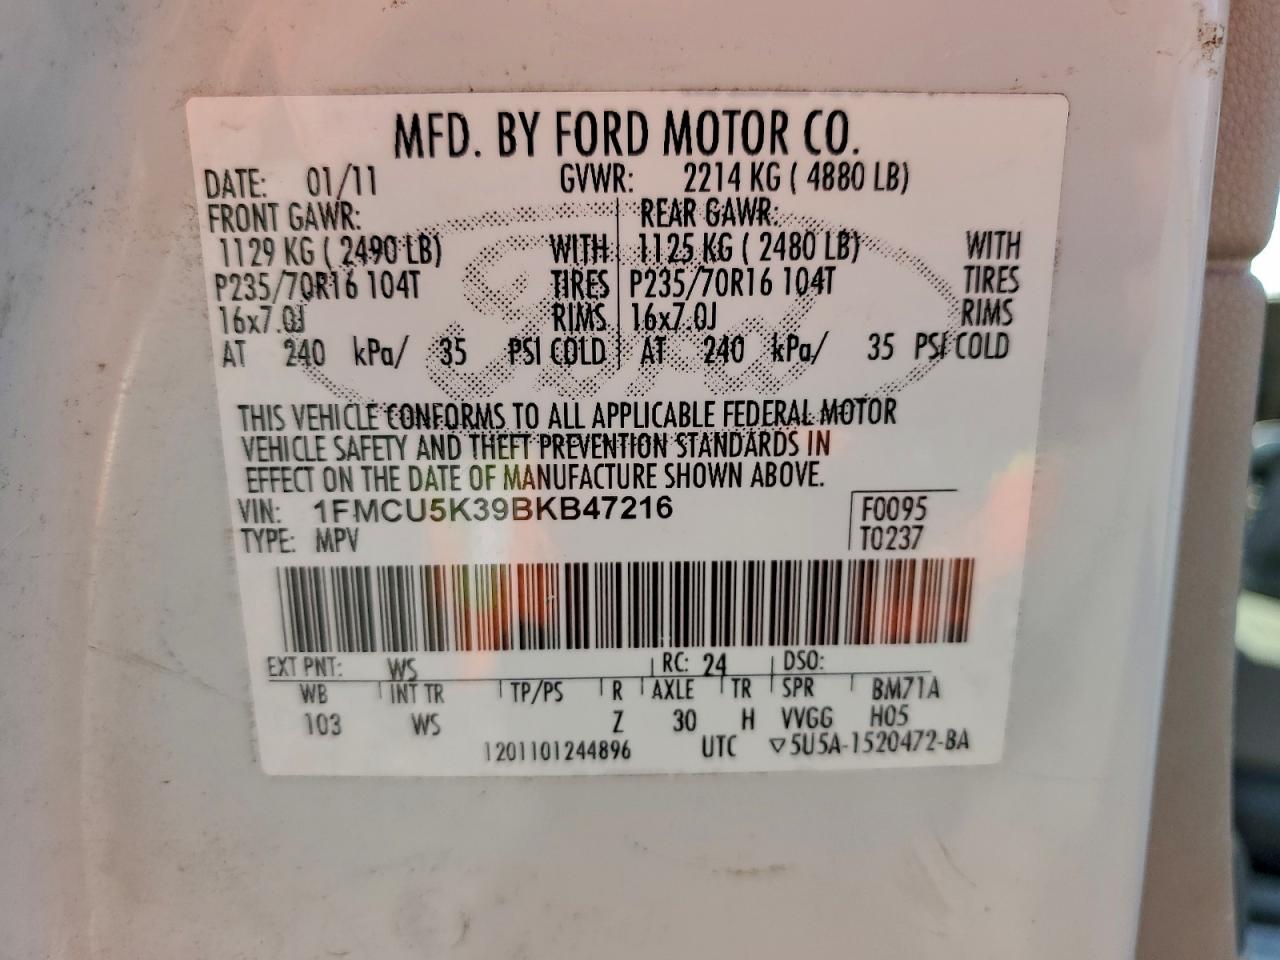 MFD. BY FORD MOTOR CO.
DATE: 01/11 GVWR: 2214 KG ( 4880 LB)
FRONT GAWR: REAR GAWR:
1129 KG ( 2490 LB) WITH 1125 KG ( 2480 LB) WITH
P235/70R16 104T TIRES P235/70R16 104T TIRES
16x7.0J RIMS 16x7.0J RIMS
AT 240 kPa/ 35 PSI COLD AT 240 kPa/ 35 PSI COLD
THIS VEHICLE CONFORMS TO ALL APPLICABLE FEDERAL MOTOR
VEHICLE SAFETY AND THEFT PREVENTION STANDARDS IN
EFFECT ON THE DATE OF MANUFACTURE SHOWN ABOVE.
VIN: 1FMCU5K39BKB47216 F0095
TYPE: MPV T0237
EXT PNT: WS RC: 24 DSO:
WB INT TR TP/PS R AXLE TR SPR BM71A
103 WS Z 30 H VVGG H05
1201101244896 UTC ▽5U5A-1520472-BA
Ford